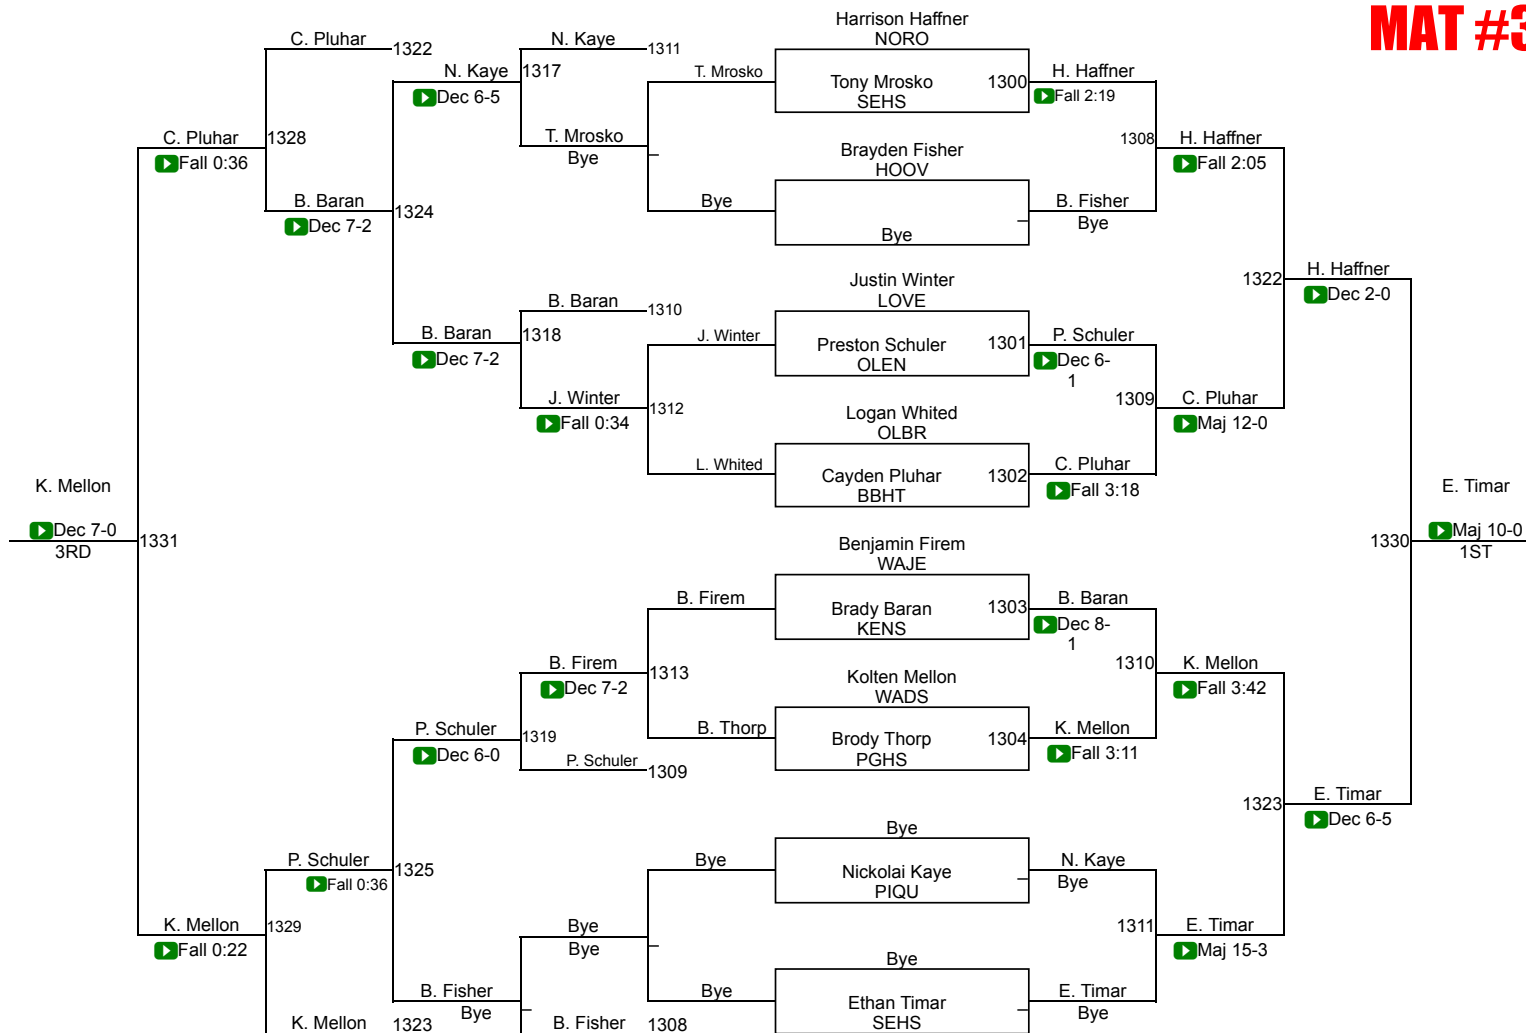 MAT #3
Harrison Haffner
NORO
C. Pluhar
1322
N. Kaye
1311
N. Kaye
1317
Dec 6-5
T. Mrosko
Tony Mrosko
SEHS
1300
H. Haffner
Fall 2:19
C. Pluhar
Fall 0:36
1328
T. Mrosko
Bye
Brayden Fisher
HOOV
1308
H. Haffner
Fall 2:05
B. Baran
Dec 7-2
1324
Bye
Bye
B. Fisher
Bye
Justin Winter
LOVE
1322
H. Haffner
Dec 2-0
B. Baran
1310
B. Baran
Dec 7-2
1318
J. Winter
Preston Schuler
OLEN
1301
P. Schuler
Dec 6-
1
J. Winter
Fall 0:34
1312
Logan Whited
OLBR
1309
C. Pluhar
Maj 12-0
L. Whited
Cayden Pluhar
BBHT
1302
C. Pluhar
Fall 3:18
K. Mellon
Dec 7-0
3RD
1331
E. Timar
Maj 10-0
1ST
1330
Benjamin Firem
WAJE
B. Firem
Brady Baran
KENS
1303
B. Baran
Dec 8-
1
B. Firem
Dec 7-2
1313
Kolten Mellon
WADS
1310
K. Mellon
Fall 3:42
P. Schuler
Dec 6-0
1319
B. Thorp
Brody Thorp
PGHS
1304
K. Mellon
Fall 3:11
P. Schuler
1309
1323
E. Timar
Dec 6-5
Bye
P. Schuler
Fall 0:36
1325
Bye
Nickolai Kaye
PIQU
N. Kaye
Bye
K. Mellon
Fall 0:22
1329
Bye
Bye
1311
E. Timar
Maj 15-3
Bye
B. Fisher
Bye
Bye
Ethan Timar
SEHS
E. Timar
Bye
K. Mellon
1323
B. Fisher
1308